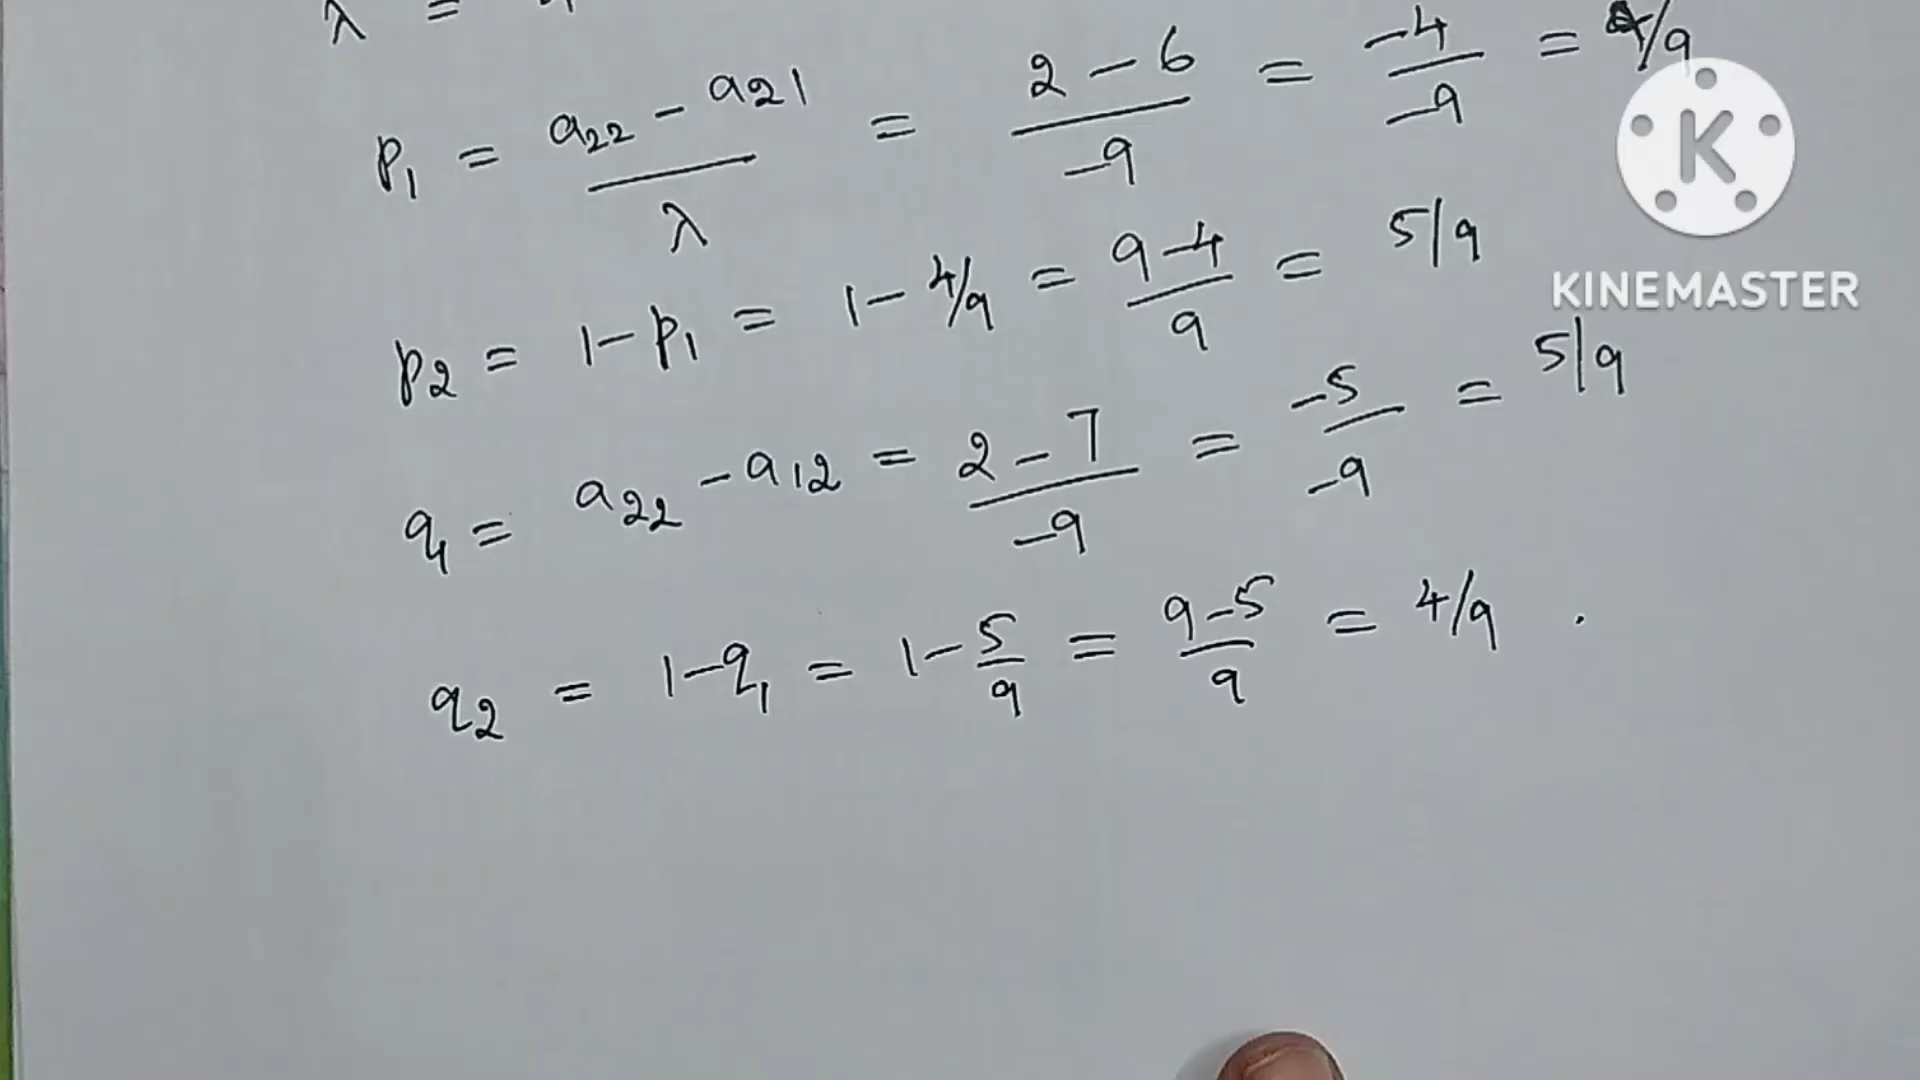 λ =
p₁ = (a₂₂ - a₂₁)/λ = (2 - 6)/-9 = -4/-9 = 4/9
p₂ = 1 - p₁ = 1 - 4/9 = (9 - 4)/9 = 5/9
q₁ = a₂₂ - a₁₂ = (2 - 7)/-9 = -5/-9 = 5/9
q₂ = 1 - q₁ = 1 - 5/9 = (9 - 5)/9 = 4/9 .
K
KINEMASTER